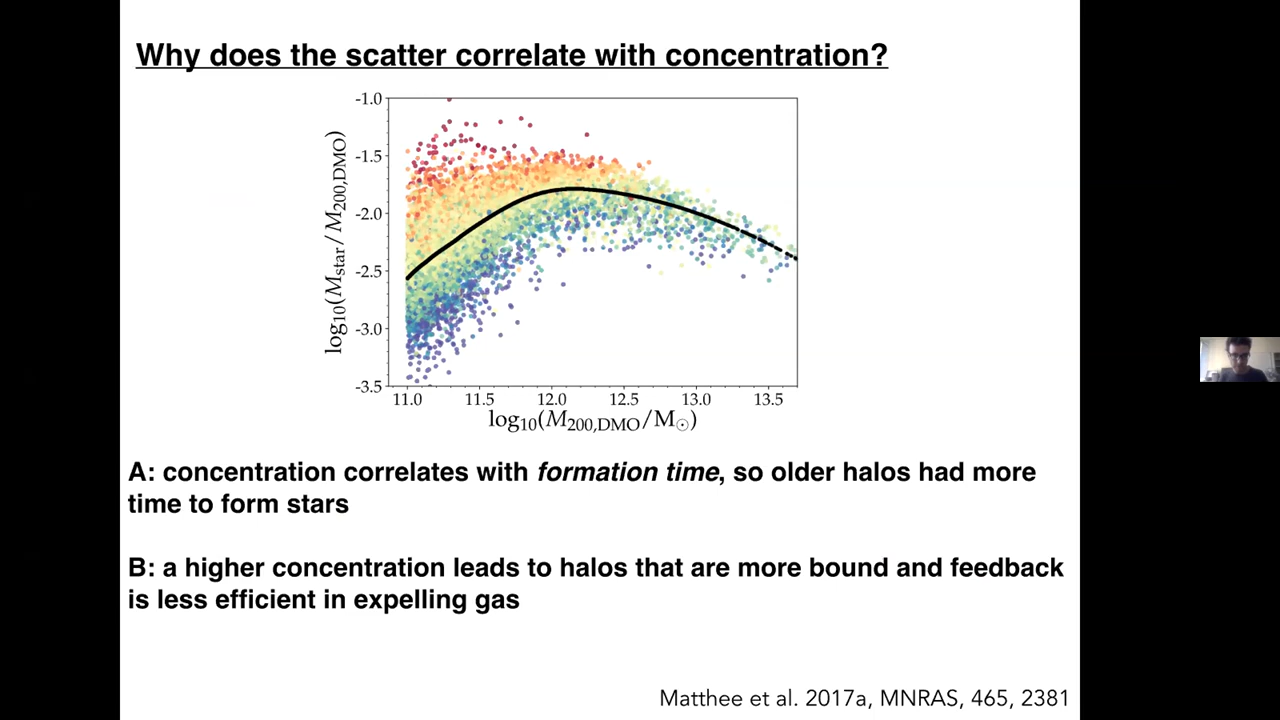 Why does the scatter correlate with concentration?
-1.0
-1.5
-2.0
-2.5
-3.0
-3.5
log10(Mstar/M200,DMO)
11.0 11.5 12.0 12.5 13.0 13.5
log10(M200,DMO/M☉)
A: concentration correlates with formation time, so older halos had more
time to form stars
B: a higher concentration leads to halos that are more bound and feedback
is less efficient in expelling gas
Matthee et al. 2017a, MNRAS, 465, 2381